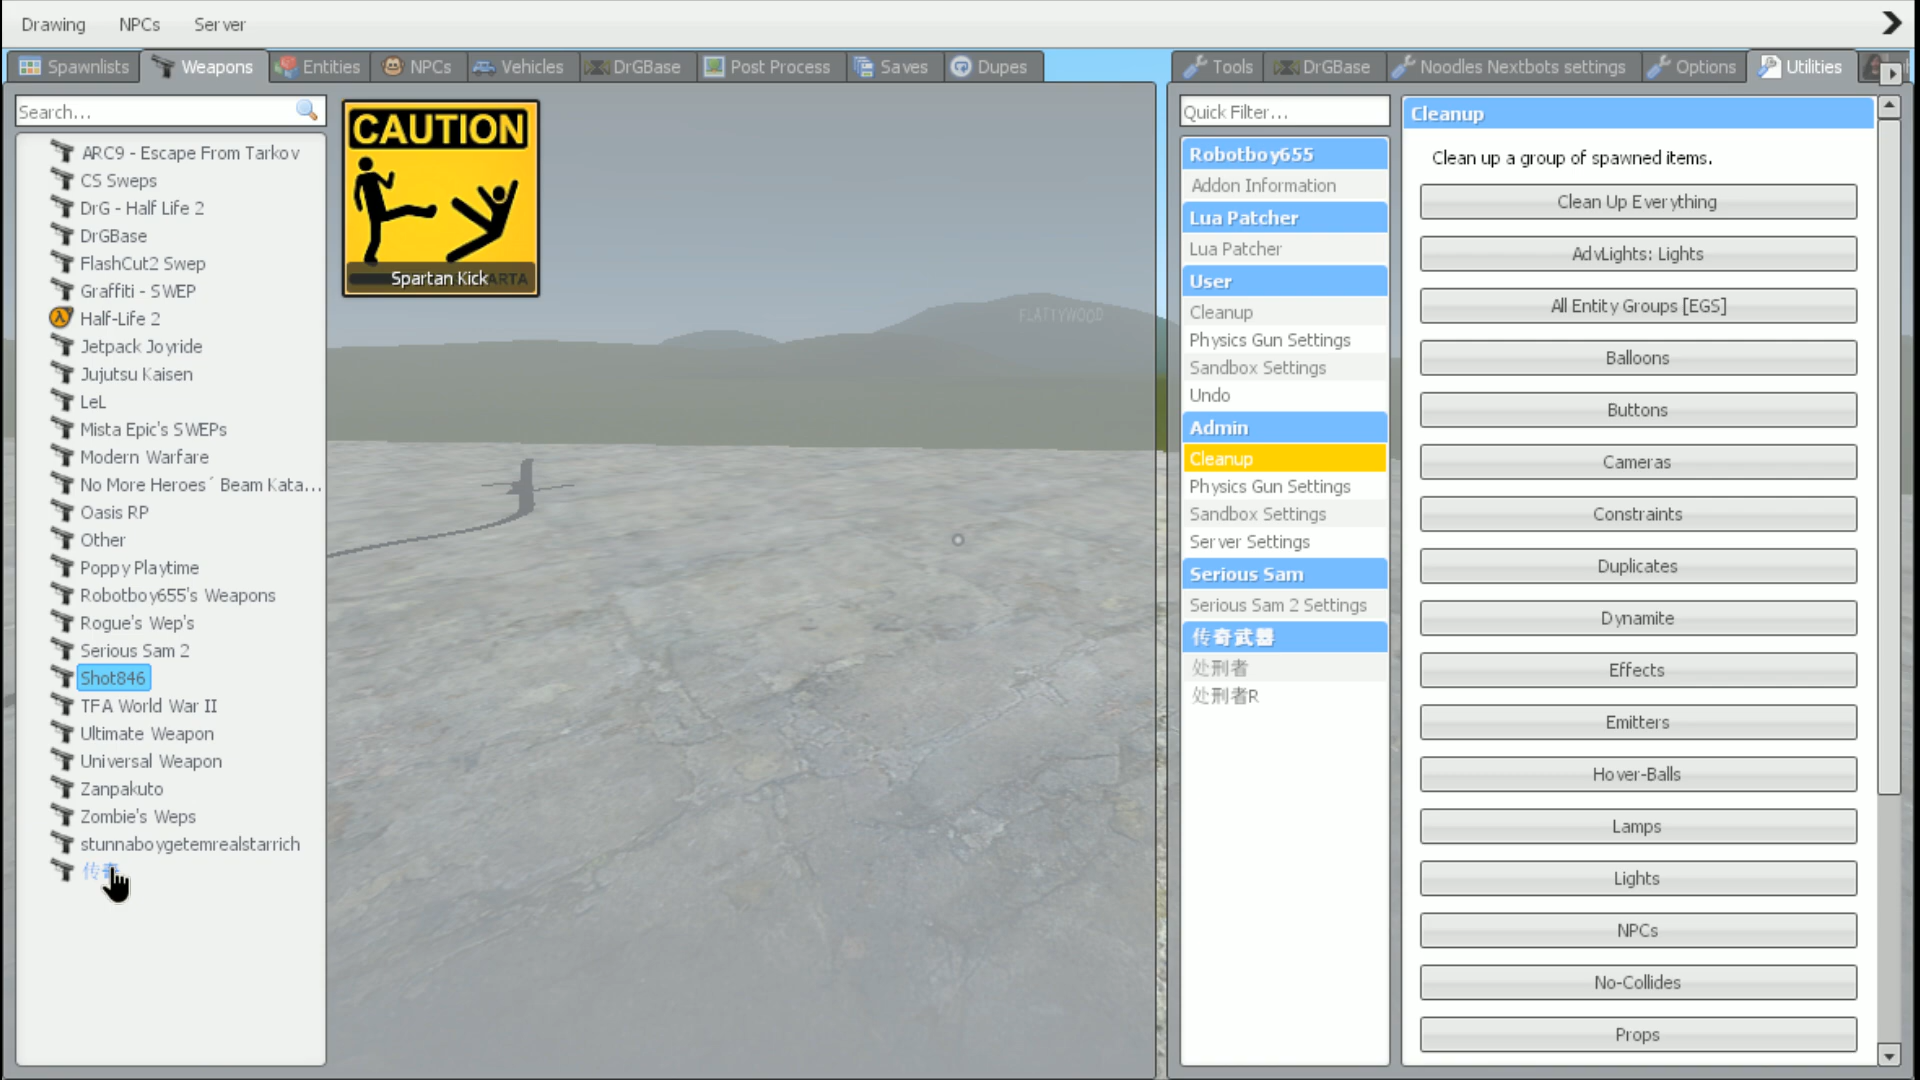 Drawing NPCs Server
Spawnlists Weapons Entities NPCs Vehicles DrGBase Post Process Saves Dupes
Search...
ARC9 - Escape From Tarkov
CS Sweps
DrG - Half Life 2
DrGBase
FlashCut2 Swep
Graffiti - SWEP
Half-Life 2
Jetpack Joyride
Jujutsu Kaisen
LeL
Mista Epic's SWEPs
Modern Warfare
No More Heroes´ Beam Kata...
Oasis RP
Other
Poppy Playtime
Robotboy655's Weapons
Rogue's Wep's
Serious Sam 2
Shot846
TFA World War II
Ultimate Weapon
Universal Weapon
Zanpakuto
Zombie's Weps
stunnaboygetemrealstarrich
传奇
CAUTION
Spartan Kick
FLATTYWOOD
Tools DrGBase Noodles Nextbots settings Options Utilities
Quick Filter...
Robotboy655
Addon Information
Lua Patcher
Lua Patcher
User
Cleanup
Physics Gun Settings
Sandbox Settings
Undo
Admin
Cleanup
Physics Gun Settings
Sandbox Settings
Server Settings
Serious Sam
Serious Sam 2 Settings
传奇武器
处刑者
处刑者R
Cleanup
Clean up a group of spawned items.
Clean Up Everything
AdvLights: Lights
All Entity Groups [EGS]
Balloons
Buttons
Cameras
Constraints
Duplicates
Dynamite
Effects
Emitters
Hover-Balls
Lamps
Lights
NPCs
No-Collides
Props